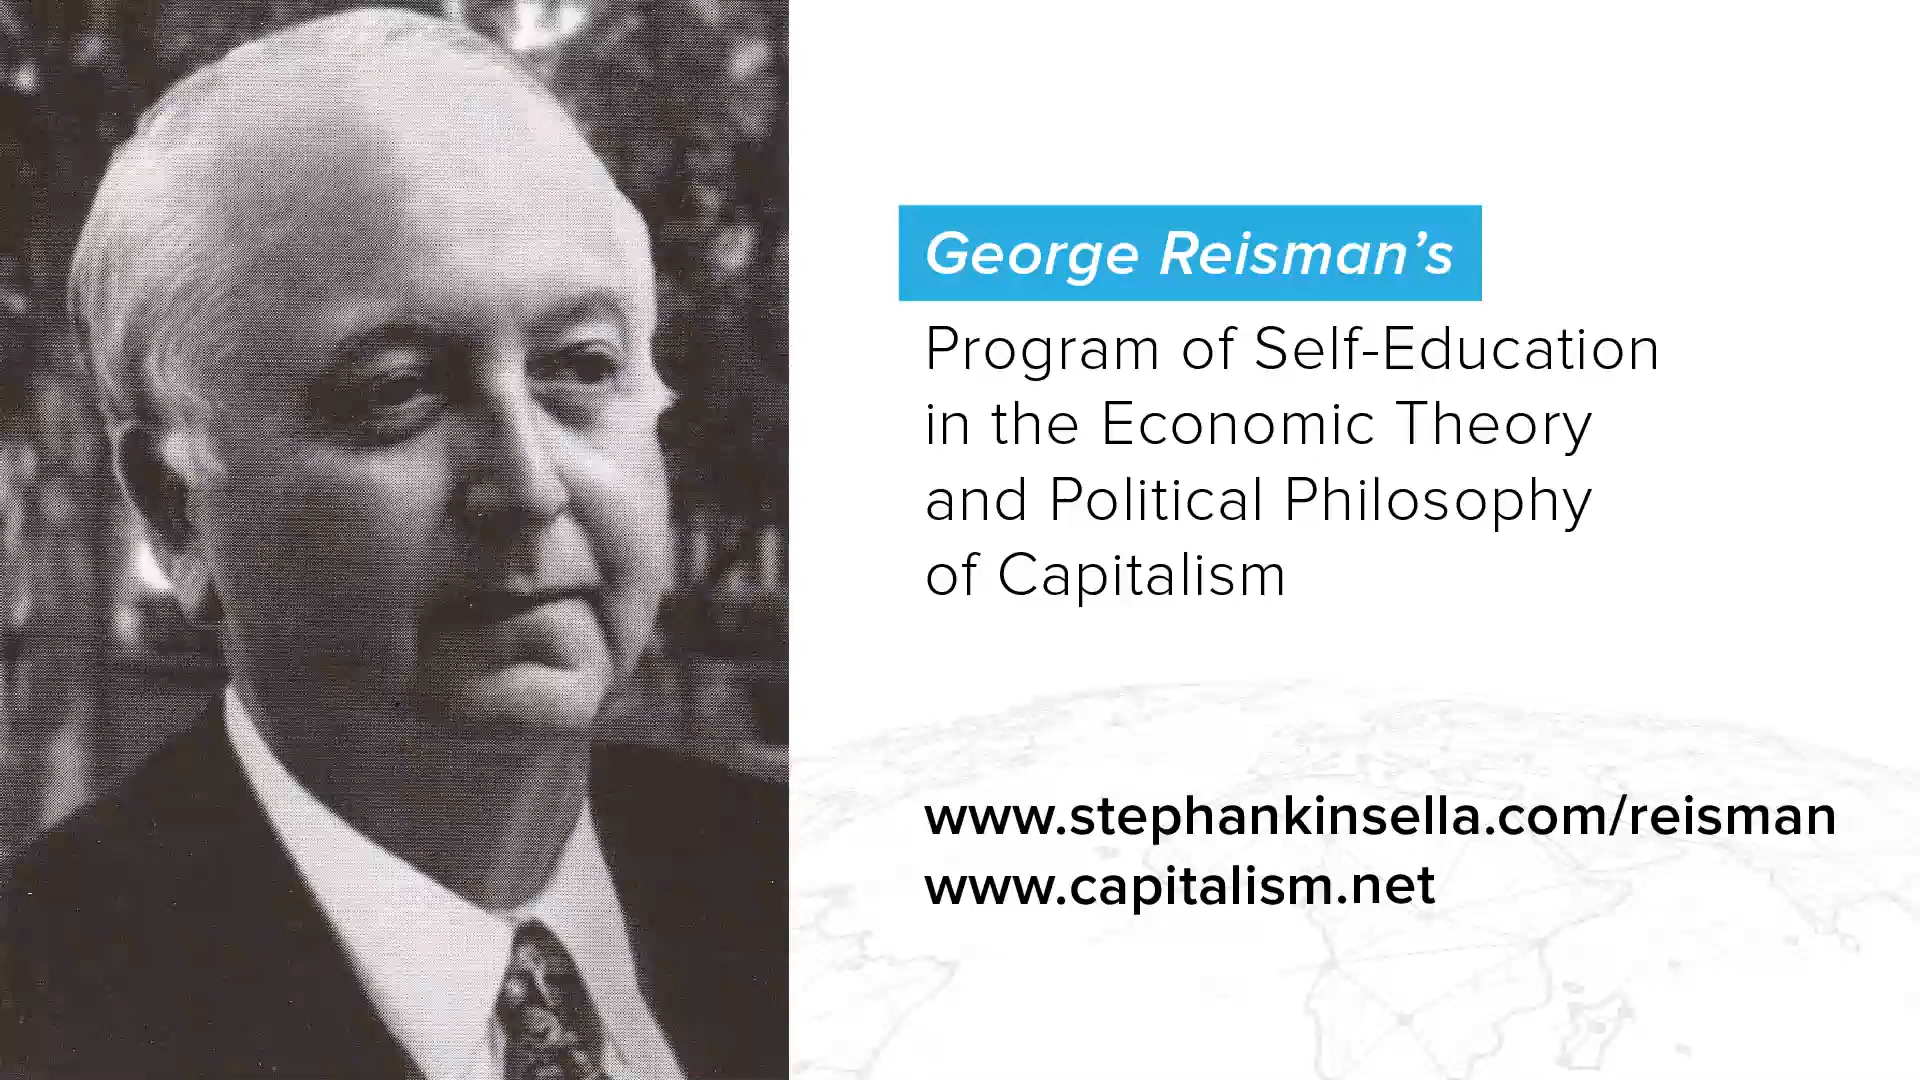 George Reisman’s
Program of Self-Education
in the Economic Theory
and Political Philosophy
of Capitalism
www.stephankinsella.com/reisman
www.capitalism.net